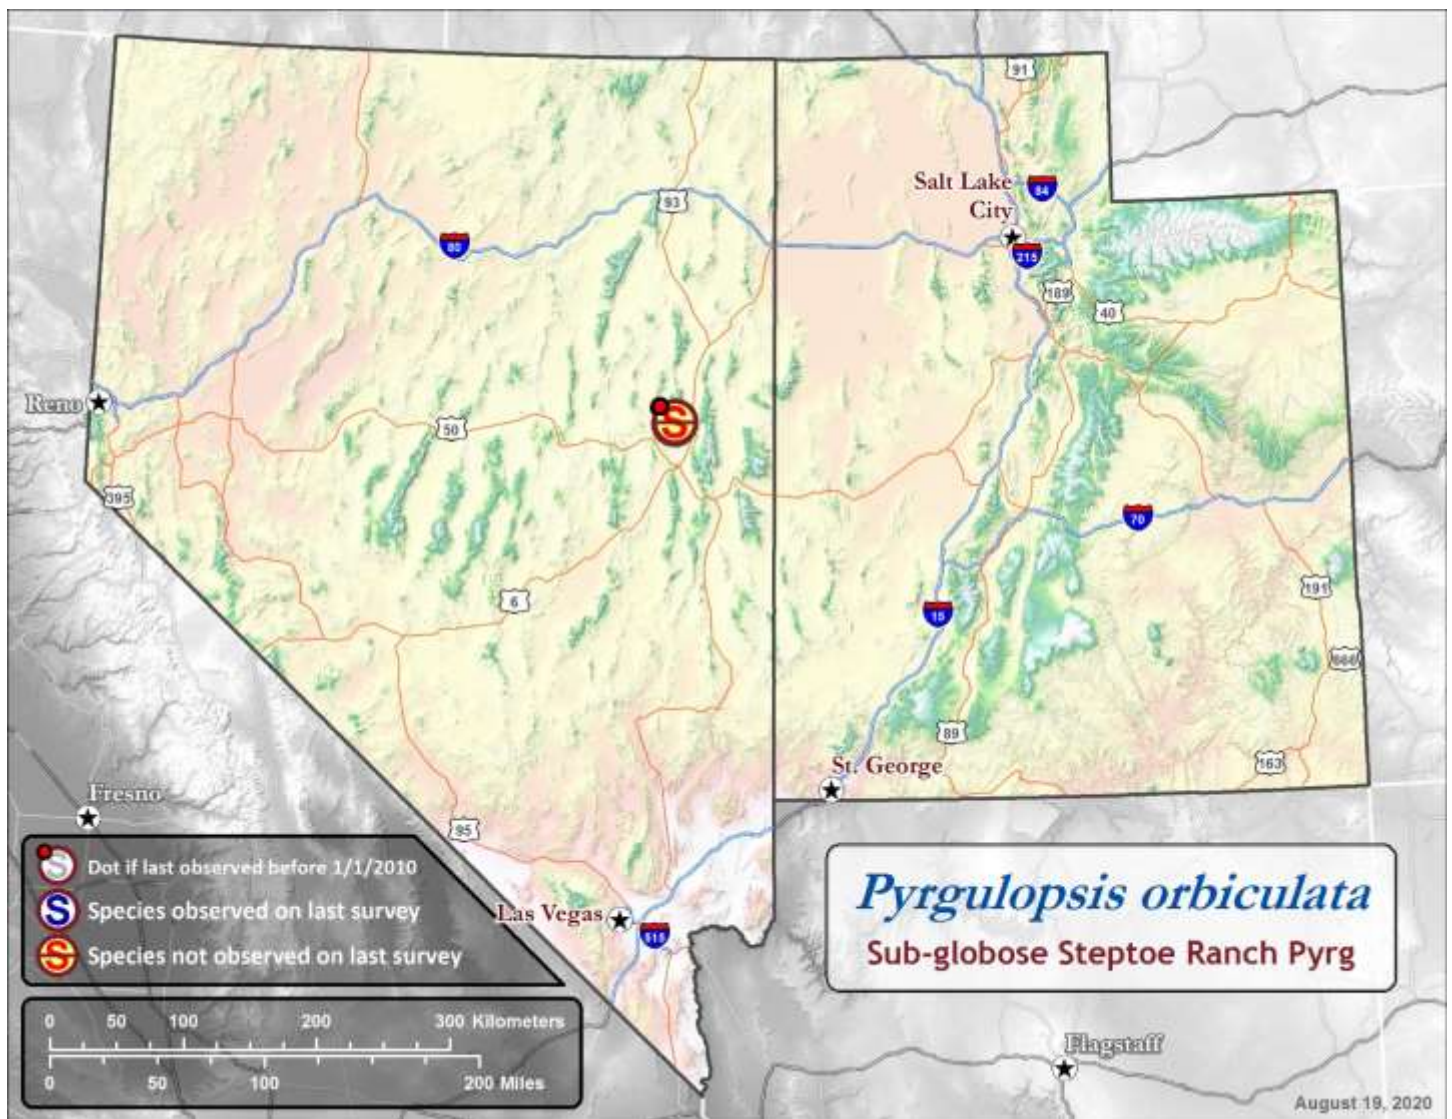 91
Salt Lake
City
84
93
80
215
189
40
Reno
S
50
395
70
6
191
15
666
89
St. George
163
Fresno
95
S Dot if last observed before 1/1/2010
S Species observed on last survey
S Species not observed on last survey
Las Vegas
515
Pyrgulopsis orbiculata
Sub-globose Steptoe Ranch Pyrg
0 50 100 200 300 Kilometers
0 50 100 200 Miles
Flagstaff
August 19, 2020